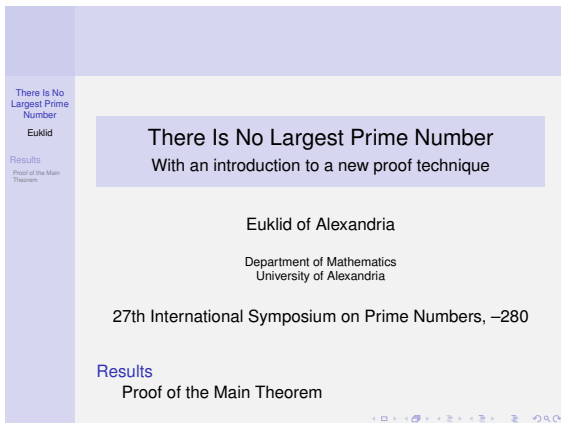 There Is No
Largest Prime
Number
Euklid
Results
Proof of the Main
Theorem
There Is No Largest Prime Number
With an introduction to a new proof technique
Euklid of Alexandria
Department of Mathematics
University of Alexandria
27th International Symposium on Prime Numbers, –280
Results
Proof of the Main Theorem